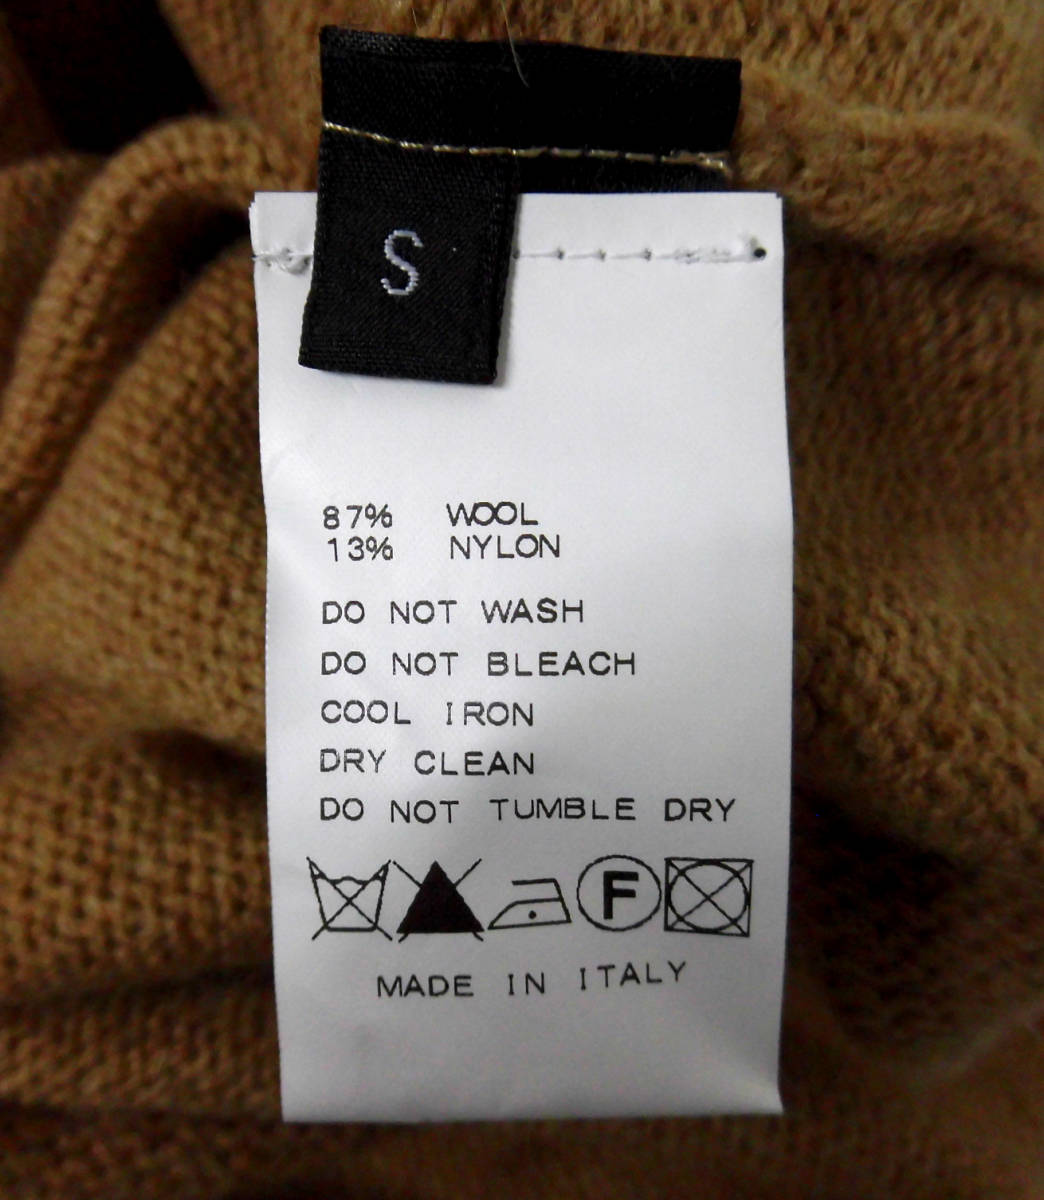 S
87% WOOL
13% NYLON
DO NOT WASH
DO NOT BLEACH
COOL IRON
DRY CLEAN
DO NOT TUMBLE DRY
F
MADE IN ITALY